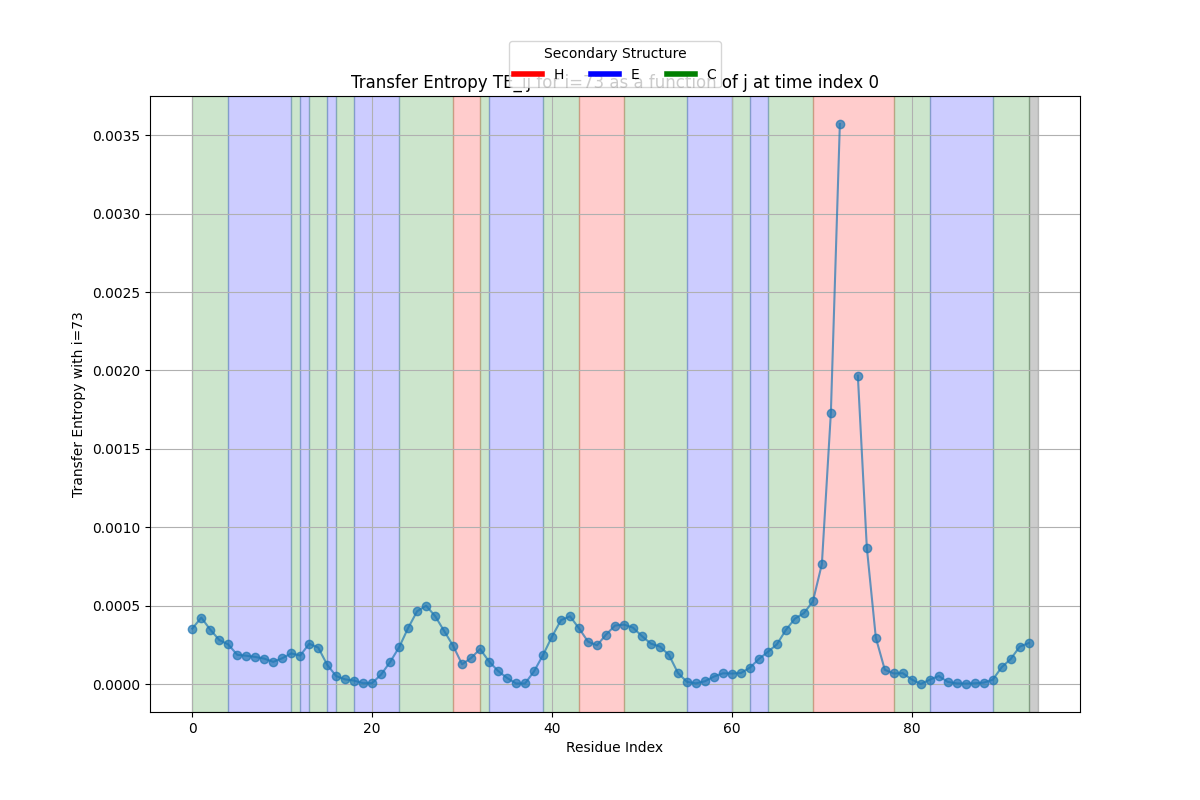 Secondary Structure
H E C
Transfer Entropy TE_ij for i=73 as a function of j at time index 0
Transfer Entropy with i=73
0.0035
0.0030
0.0025
0.0020
0.0015
0.0010
0.0005
0.0000
0 20 40 60 80
Residue Index